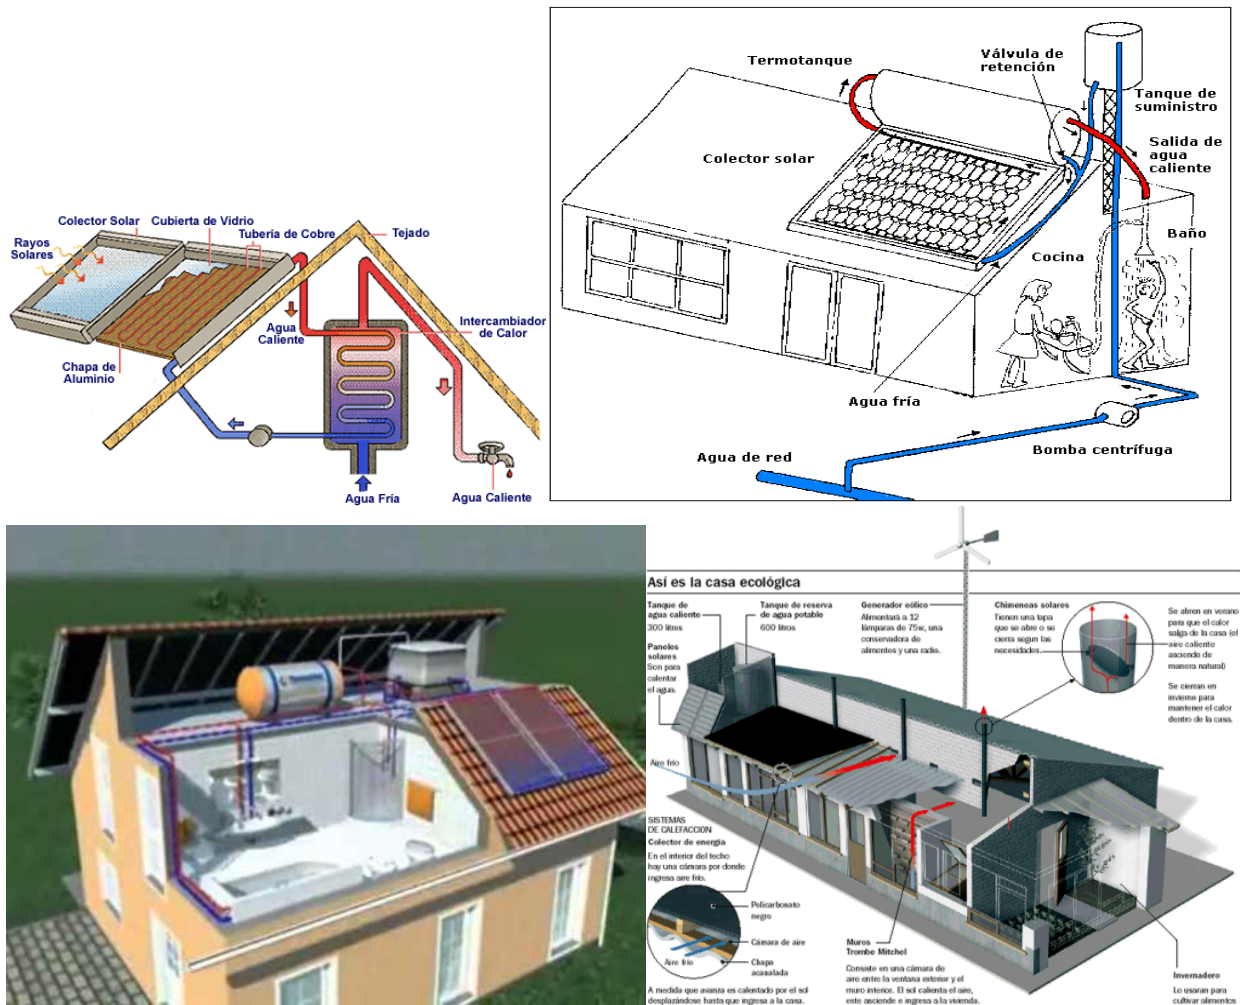 Colector Solar
Cubierta de Vidrio
Tubería de Cobre
Tejado
Rayos
Solares
Agua
Caliente
Intercambiador
de Calor
Chapa de
Aluminio
Agua Fría
Agua Caliente
Termotanque
Válvula de
retención
Tanque de
suministro
Colector solar
Salida de
agua
caliente
Baño
Cocina
Agua fría
Bomba centrífuga
Agua de red
Así es la casa ecológica
Tanque de
agua caliente
300 litros
Tanque de reserva
de agua potable
600 litros
Generador eólico
Alimentará a 12
lámparas de 75w, una
conservadora de
alimentos y una radio.
Chimeneas solares
Tienen una tapa
que se abre o se
cierra segun las
necesidades.
Se abren en verano
para que el calor
salga de la casa (el
aire caliente
asciende de
manera natural)
Se cierran en
invierno para
mantener el calor
dentro de la casa.
Paneles
solares
Son para
calentar
el agua.
Aire frío
SISTEMAS
DE CALEFACCION
Colector de energía
En el interior del techo
hay una cámara por donde
ingresa aire frío.
Policarbonato
negro
Cámara de aire
Chapa
acanalada
Aire frío
A medida que avanza es calentado por el sol
desplazándose hasta que ingresa a la casa.
Muros
Trombe Mitchel
Consiste en una cámara de
aire entre la ventana exterior y el
muro interior. El sol calienta el aire,
este asciende e ingresa a la vivienda.
Invernadero
Lo usaran para
cultivar alimentos